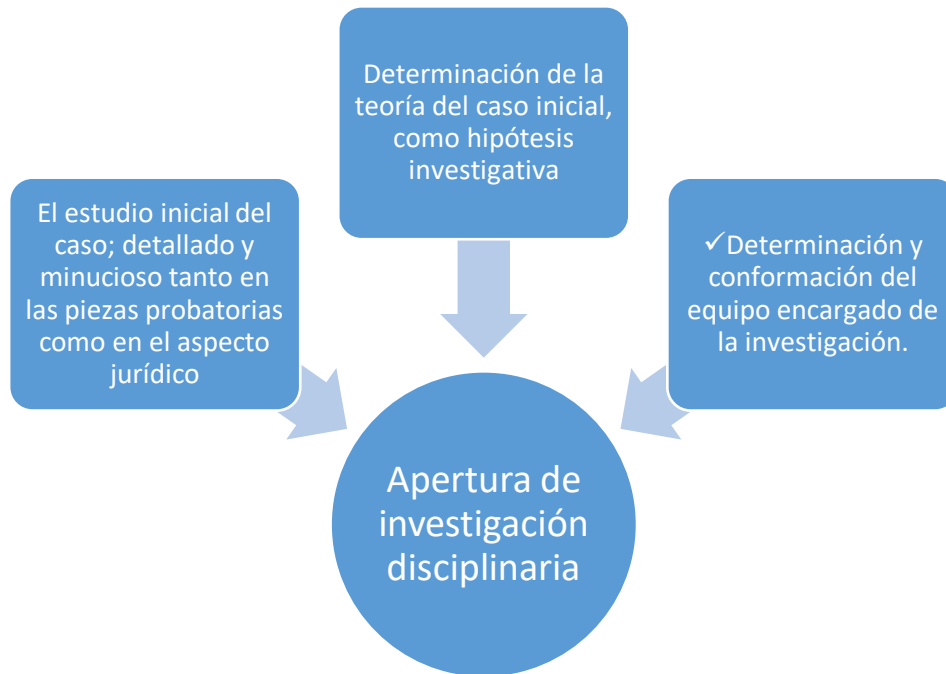 El estudio inicial del
caso; detallado y
minucioso tanto en
las piezas probatorias
como en el aspecto
jurídico
Determinación de la
teoría del caso inicial,
como hipótesis
investigativa
✓Determinación y
conformación del
equipo encargado de
la investigación.
Apertura de
investigación
disciplinaria